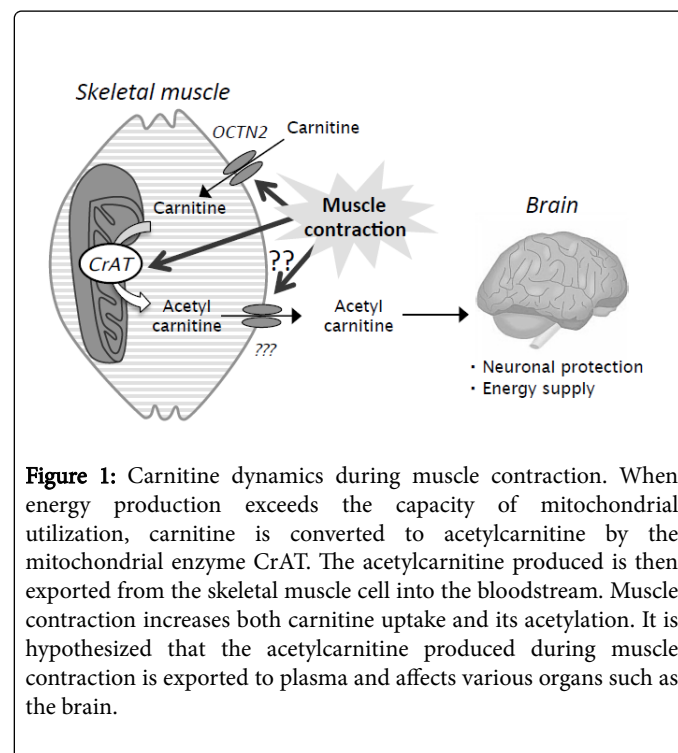 Skeletal muscle
OCTN2
Carnitine
Carnitine
Muscle
contraction
Brain
CrAT
??
Acetyl
carnitine
Acetyl
carnitine
???
· Neuronal protection
· Energy supply
Figure 1: Carnitine dynamics during muscle contraction. When
energy production exceeds the capacity of mitochondrial
utilization, carnitine is converted to acetylcarnitine by the
mitochondrial enzyme CrAT. The acetylcarnitine produced is then
exported from the skeletal muscle cell into the bloodstream. Muscle
contraction increases both carnitine uptake and its acetylation. It is
hypothesized that the acetylcarnitine produced during muscle
contraction is exported to plasma and affects various organs such as
the brain.